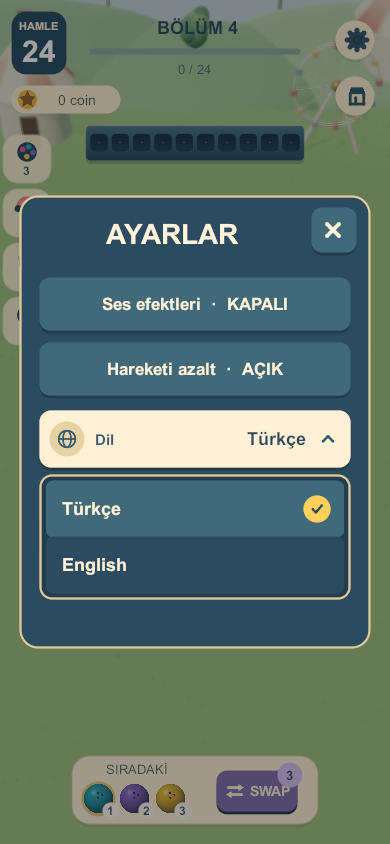 HAMLE
24
BÖLÜM 4
0 / 24
0 coin
3
AYARLAR
Ses efektleri · KAPALI
Hareketi azalt · AÇIK
Dil
Türkçe
Türkçe
English
SIRADAKİ
1
2
3
SWAP
3